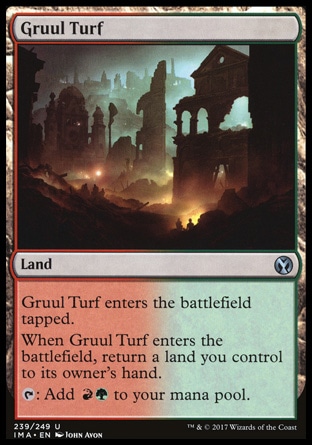 Gruul Turf
Land
Gruul Turf enters the battlefield
tapped.
When Gruul Turf enters the
battlefield, return a land you control
to its owner's hand.
: Add to your mana pool.
239/249 U
IMA • EN JOHN AVON
™ & © 2017 Wizards of the Coast